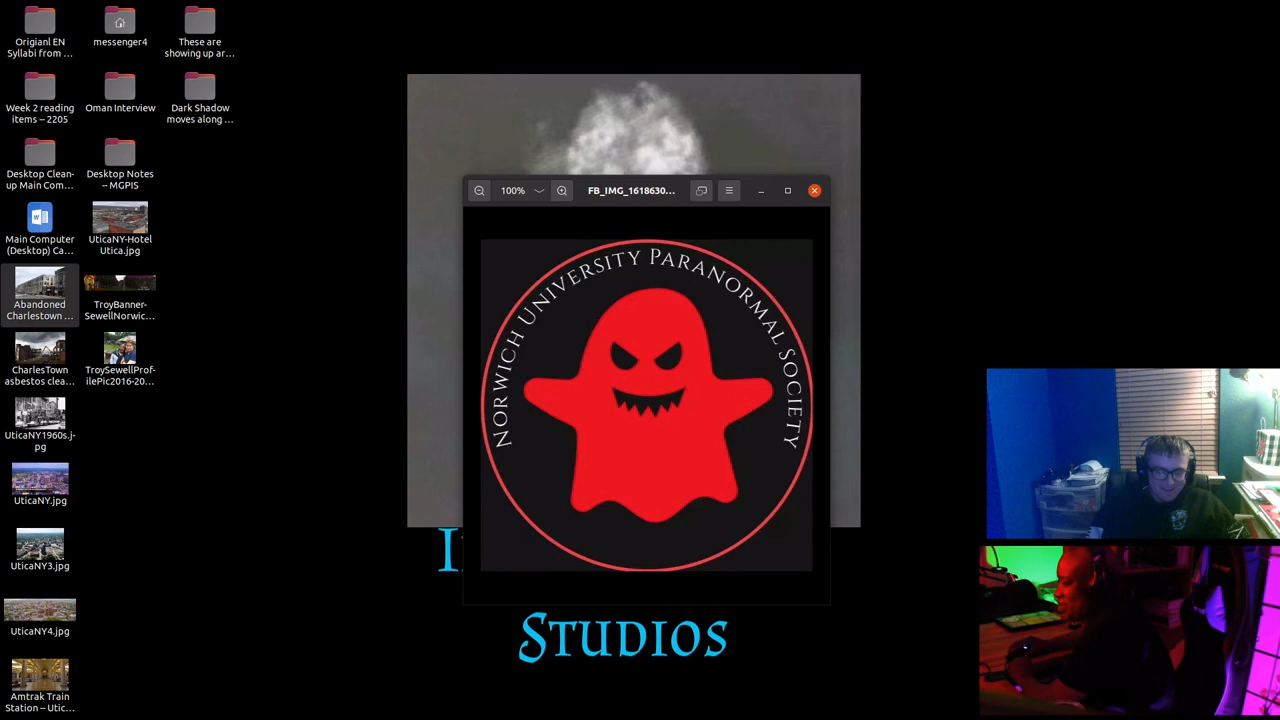 Origianl EN
Syllabi from ...
messenger4
These are
showing up ar...
Week 2 reading
items – 2205
Oman Interview
Dark Shadow
moves along ...
Desktop Clean-
up Main Com...
Desktop Notes
– MGPIS
Main Computer
(Desktop) Ca...
UticaNY-Hotel
Utica.jpg
Abandoned
Charlestown ...
TroyBanner-
SewellNorwic...
CharlesTown
asbestos clea...
TroySewellProf-
ilePic2016-20...
UticaNY1960s.j-
pg
UticaNY.jpg
UticaNY3.jpg
UticaNY4.jpg
Amtrak Train
Station – Utic...
100%
FB_IMG_1618630...
Norwich University Paranormal Society
Studios